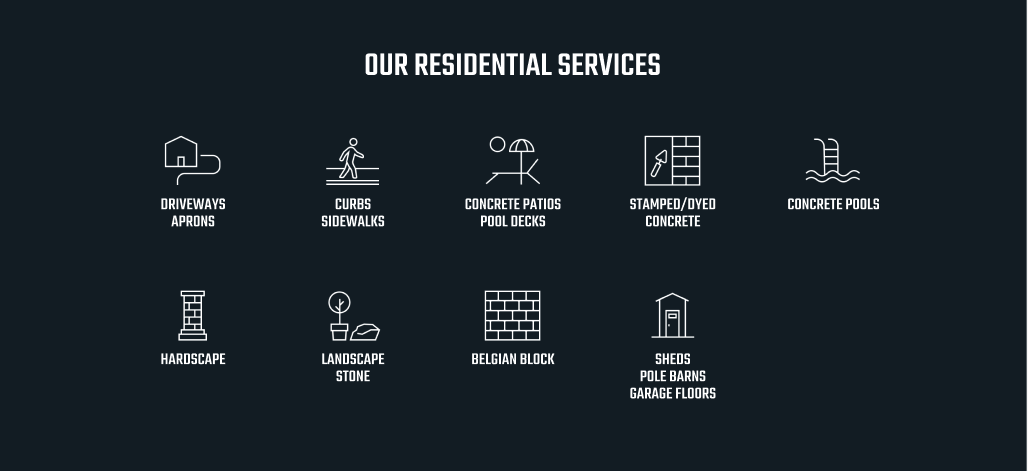 OUR RESIDENTIAL SERVICES
DRIVEWAYS
APRONS
CURBS
SIDEWALKS
CONCRETE PATIOS
POOL DECKS
STAMPED/DYED
CONCRETE
CONCRETE POOLS
HARDSCAPE
LANDSCAPE
STONE
BELGIAN BLOCK
SHEDS
POLE BARNS
GARAGE FLOORS